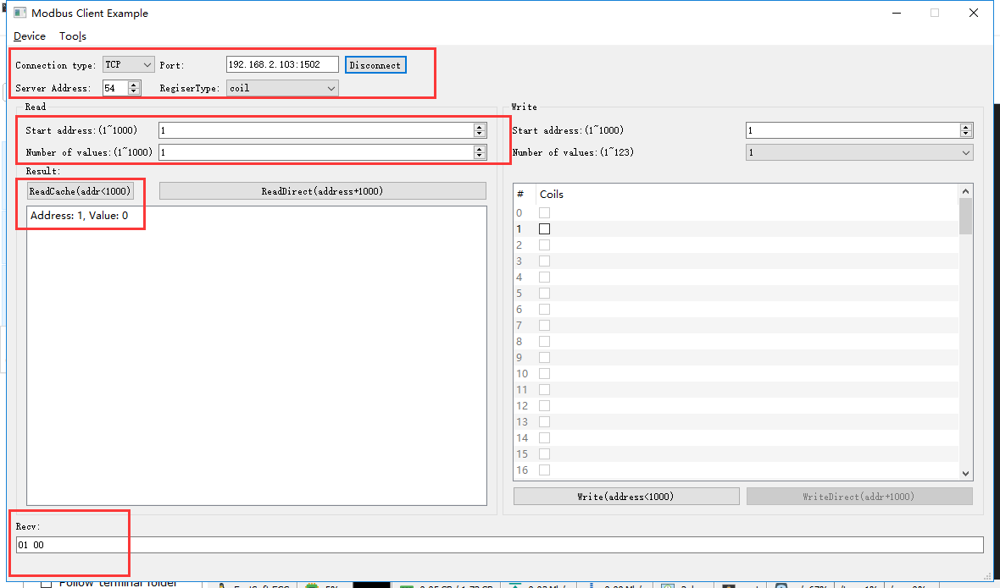 Modbus Client Example
Device Tools
Connection type: TCP Port: 192.168.2.103:1502 Disconnect
Server Address: 54 RegiserType: coil
Read
Start address:(1~1000) 1
Number of values:(1~1000) 1
Result:
ReadCache(addr<1000) ReadDirect(address+1000)
Address: 1, Value: 0
Write
Start address:(1~1000) 1
Number of values:(1~123) 1
# Coils
0
1
2
3
4
5
6
7
8
9
10
11
12
13
14
15
16
Write(address<1000) WriteDirect(addr+1000)
Recv:
01 00
Follow terminal folder